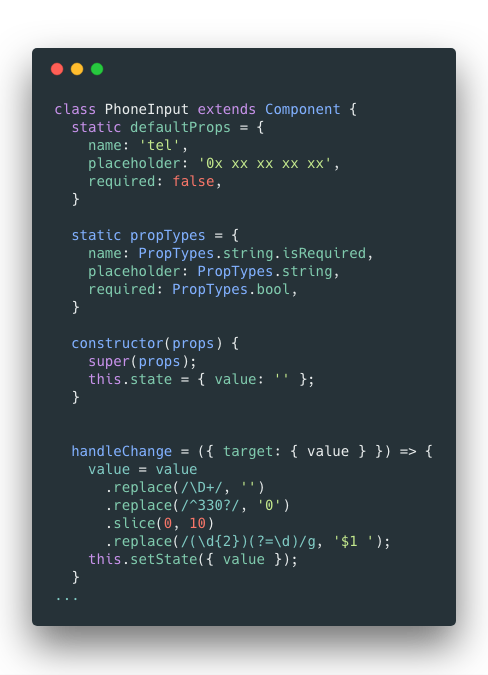 class PhoneInput extends Component {
  static defaultProps = {
    name: 'tel',
    placeholder: '0x xx xx xx xx',
    required: false,
  }
  static propTypes = {
    name: PropTypes.string.isRequired,
    placeholder: PropTypes.string,
    required: PropTypes.bool,
  }
  constructor(props) {
    super(props);
    this.state = { value: '' };
  }
  handleChange = ({ target: { value } }) => {
    value = value
      .replace(/\D+/, '')
      .replace(/^330?/, '0')
      .slice(0, 10)
      .replace(/(\d{2})(?=\d)/g, '$1 ');
    this.setState({ value });
  }
...